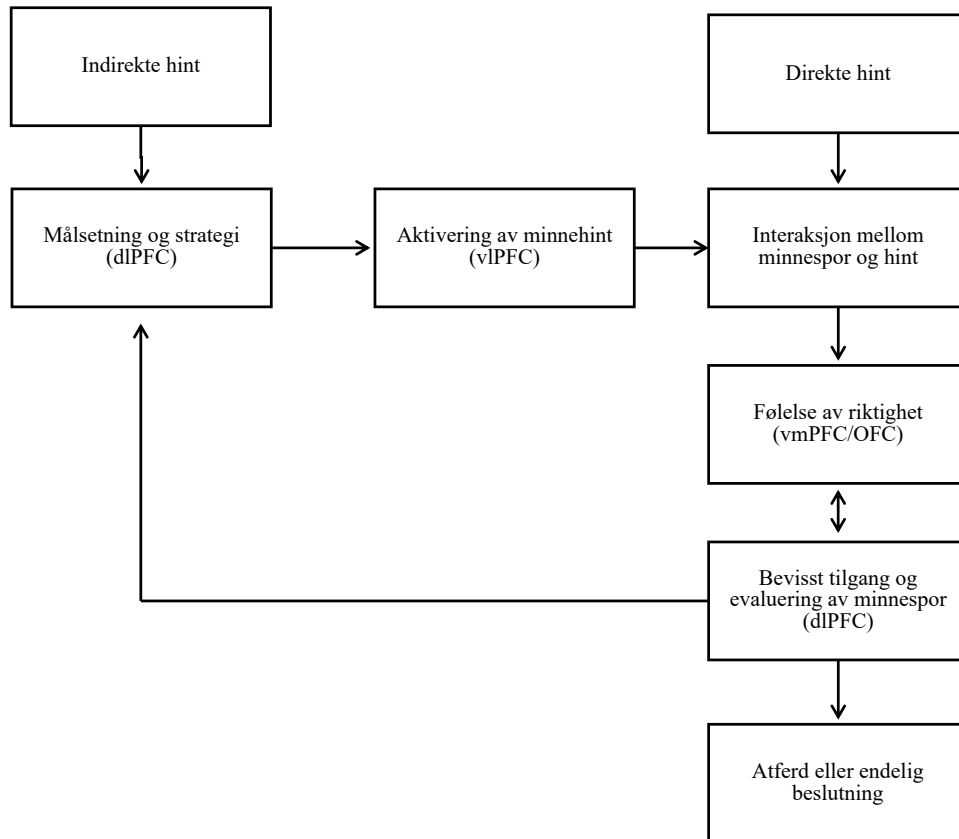 Indirekte hint
Direkte hint
Målsetning og strategi
(dlPFC)
Aktivering av minnehint
(vlPFC)
Interaksjon mellom
minnespor og hint
Følelse av riktighet
(vmPFC/OFC)
Bevisst tilgang og
evaluering av minnespor
(dlPFC)
Atferd eller endelig
beslutning